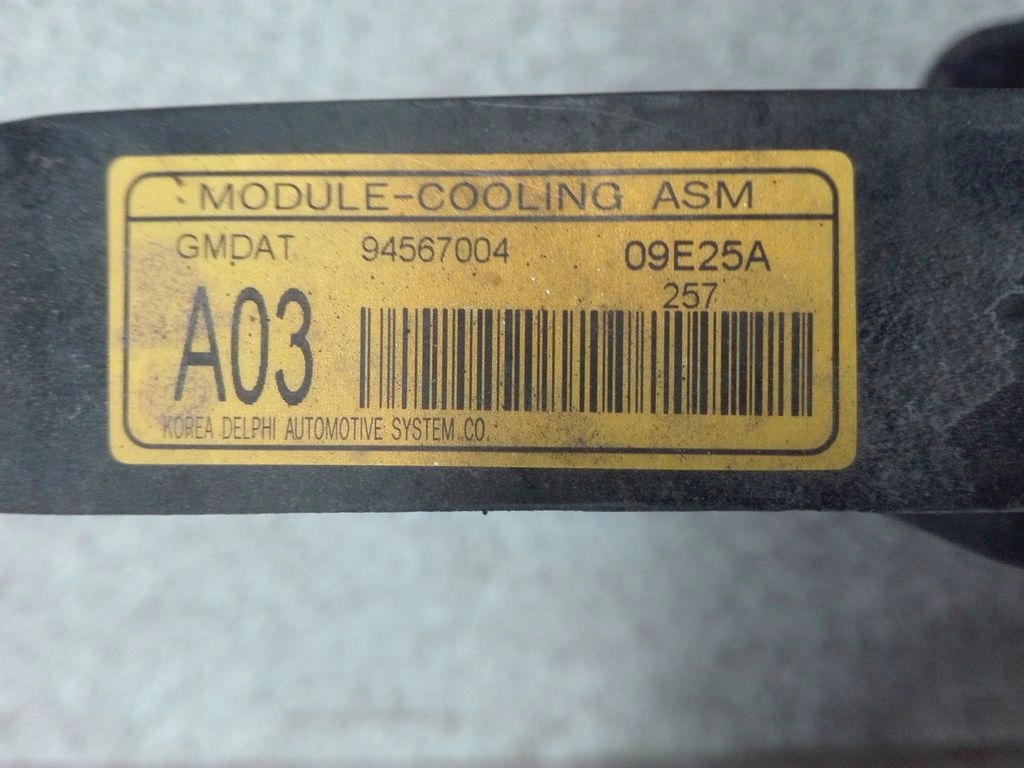 MODULE-COOLING ASM
GMDAT 94567004 09E25A
257
A03
KOREA DELPHI AUTOMOTIVE SYSTEM CO.